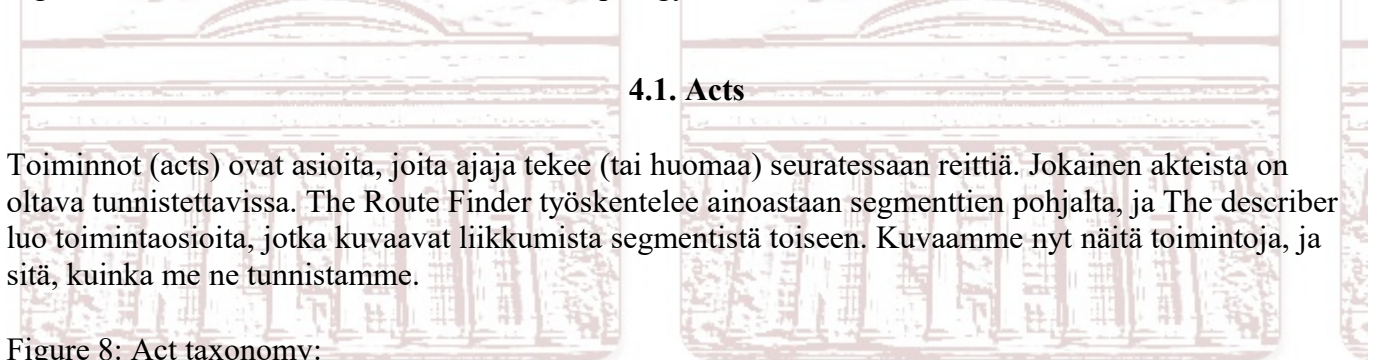 4.1. Acts
Toiminnot (acts) ovat asioita, joita ajaja tekee (tai huomaa) seuratessaan reittiä. Jokainen akteista on
oltava tunnistettavissa. The Route Finder työskentelee ainoastaan segmenttien pohjalta, ja The describer
luo toimintaosioita, jotka kuvaavat liikkumista segmentistä toiseen. Kuvaamme nyt näitä toimintoja, ja
sitä, kuinka me ne tunnistamme.
Figure 8: Act taxonomy: